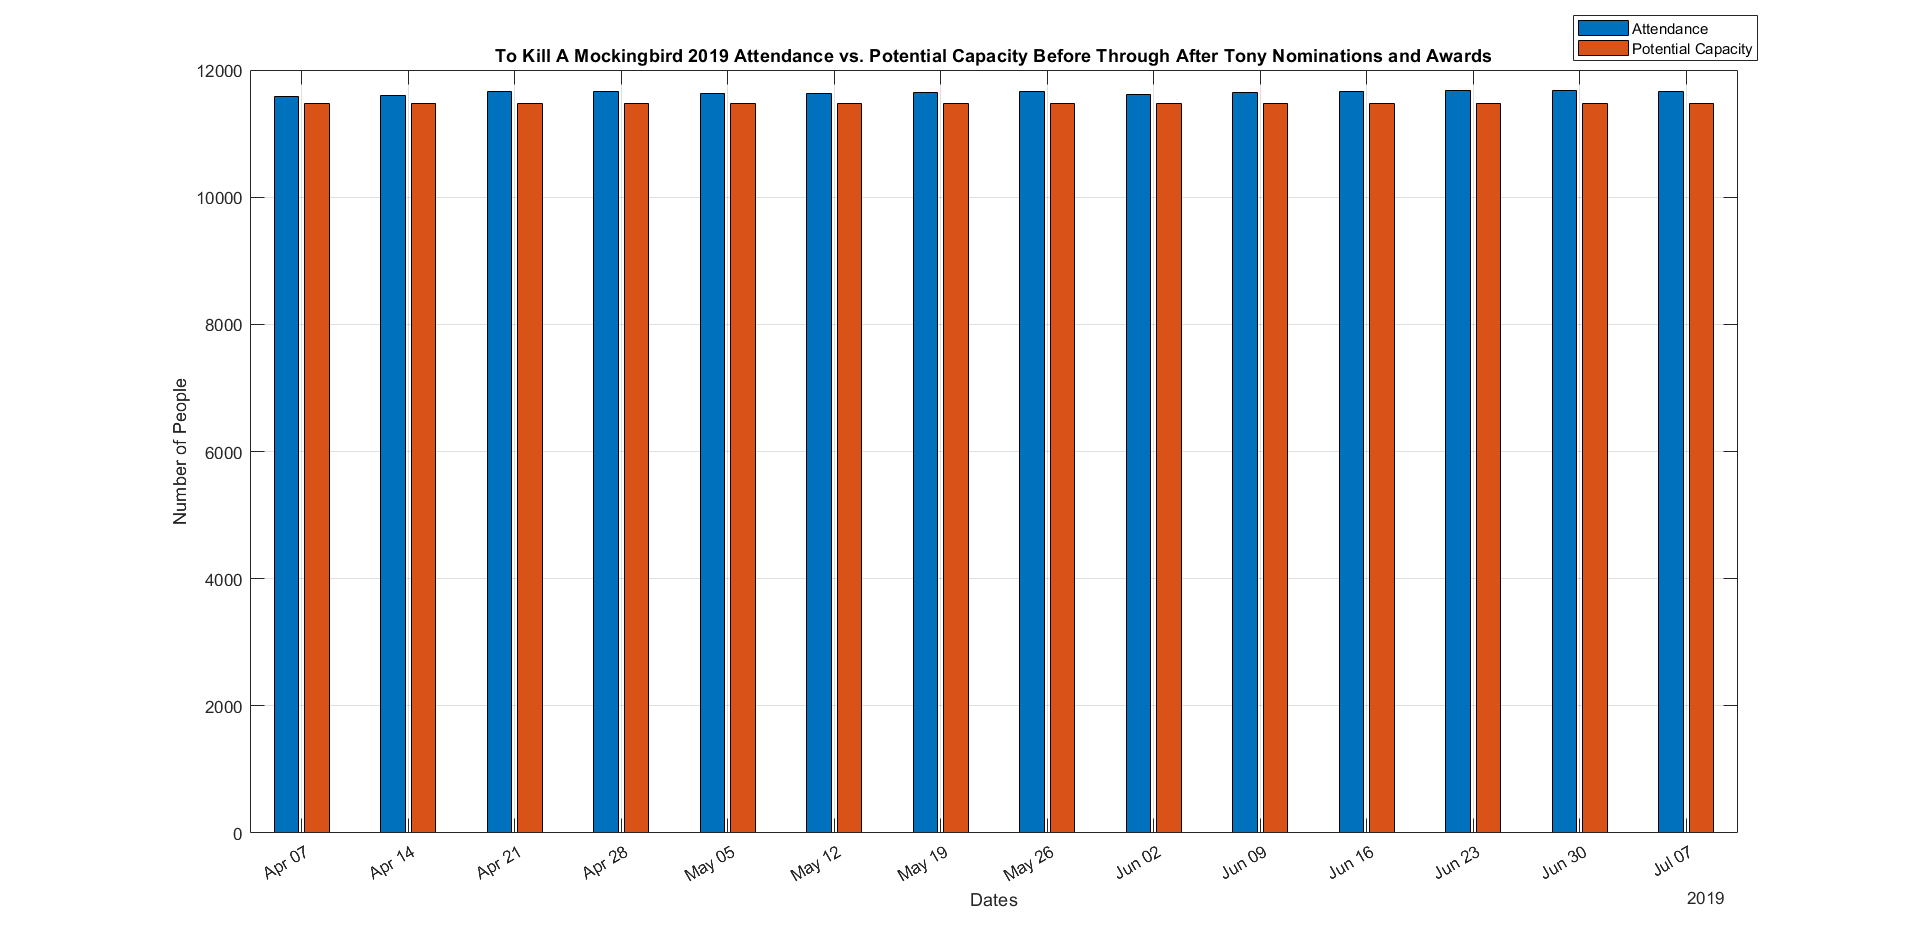 Attendance
Potential Capacity
To Kill A Mockingbird 2019 Attendance vs. Potential Capacity Before Through After Tony Nominations and Awards
12000
10000
8000
6000
4000
2000
0
Number of People
Apr 07
Apr 14
Apr 21
Apr 28
May 05
May 12
May 19
May 26
Jun 02
Jun 09
Jun 16
Jun 23
Jun 30
Jul 07
Dates
2019